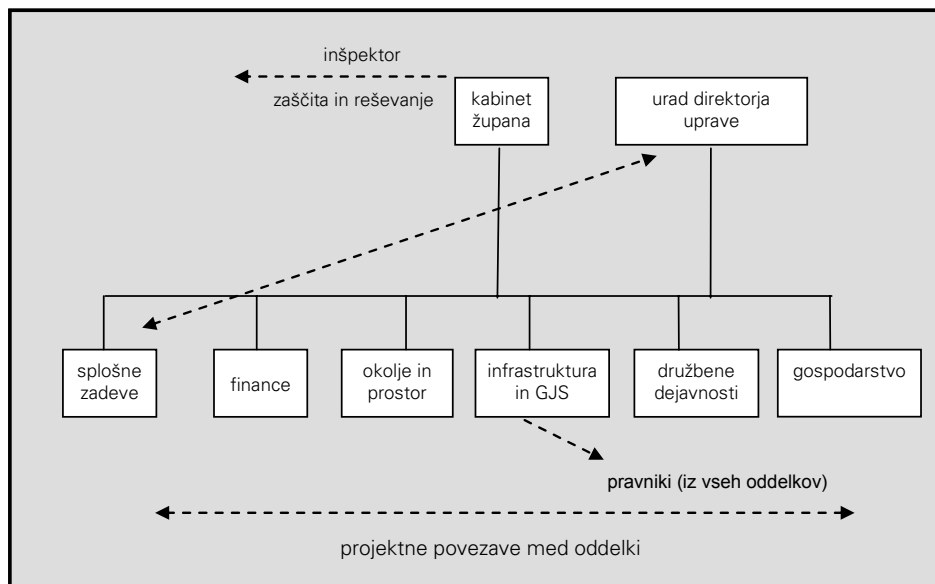 inšpektor
zaščita in reševanje
kabinet
župana
urad direktorja
uprave
splošne
zadeve
finance
okolje in
prostor
infrastruktura
in GJS
družbene
dejavnosti
gospodarstvo
pravniki (iz vseh oddelkov)
projektne povezave med oddelki